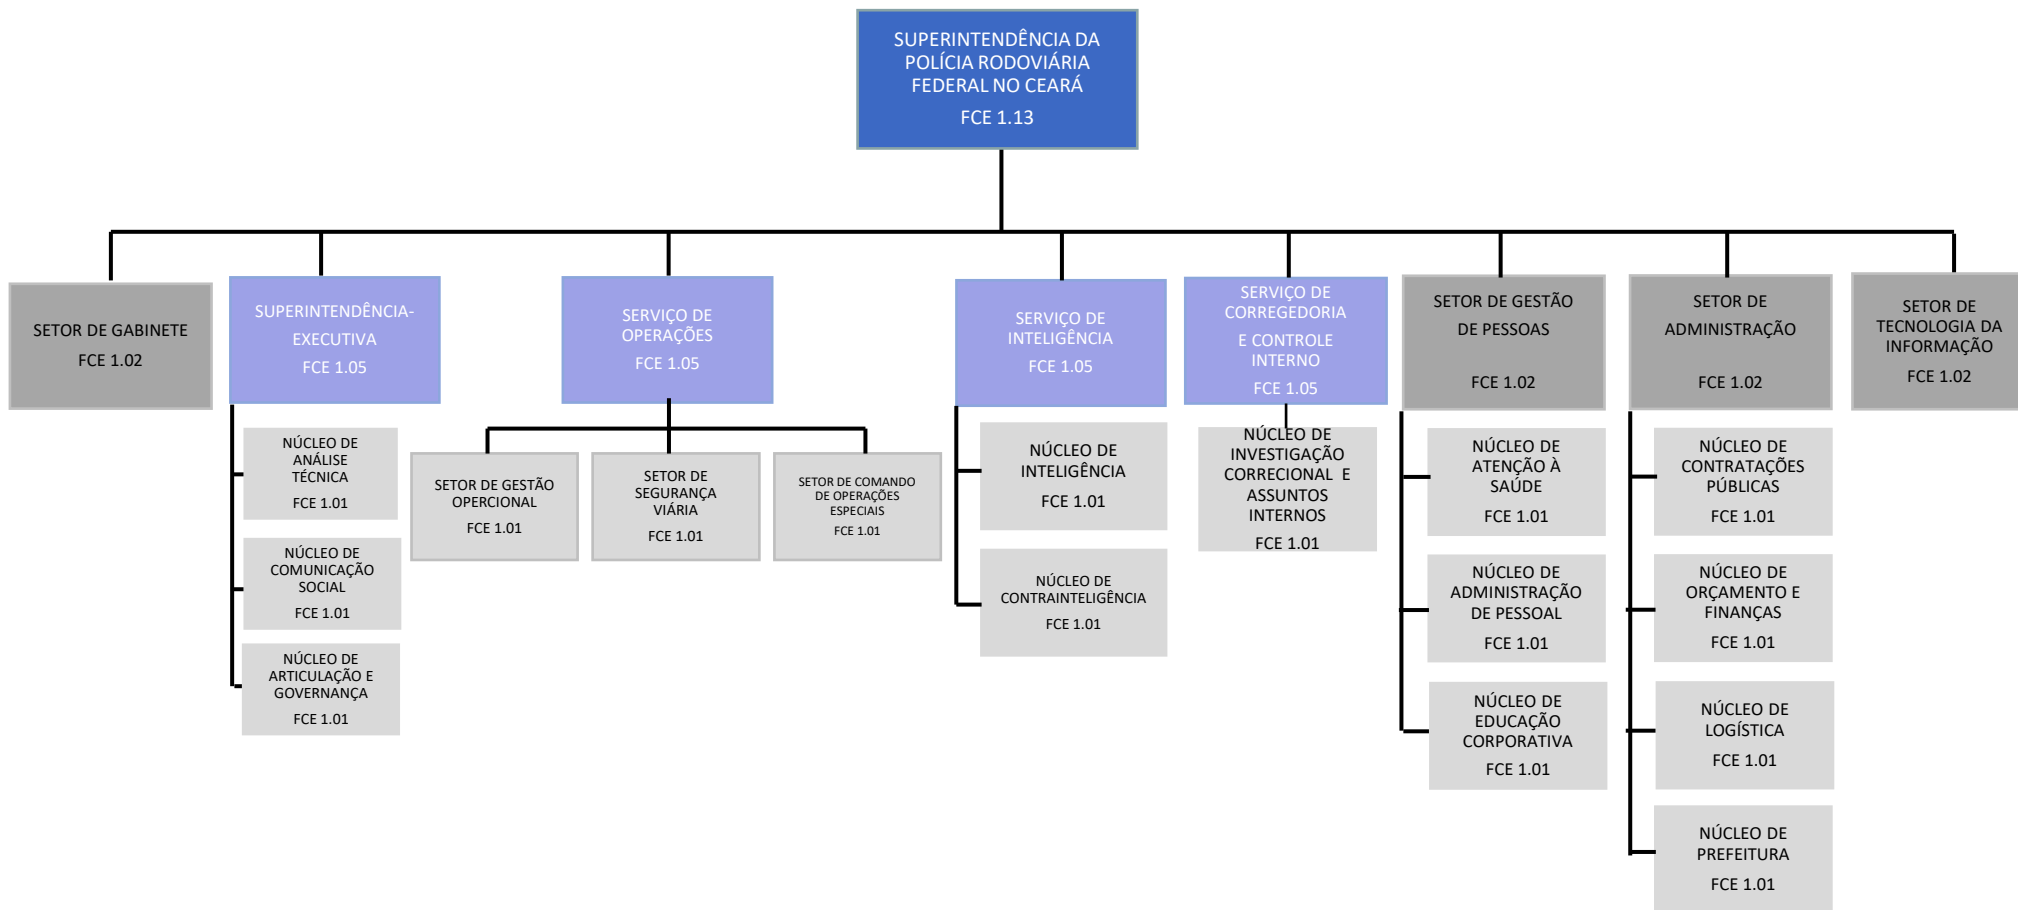 SUPERINTENDÊNCIA DA
POLÍCIA RODOVIÁRIA
FEDERAL NO CEARÁ
FCE 1.13
SETOR DE GABINETE
FCE 1.02
SUPERINTENDÊNCIA-
EXECUTIVA
FCE 1.05
SERVIÇO DE
OPERAÇÕES
FCE 1.05
SERVIÇO DE
INTELIGÊNCIA
FCE 1.05
SERVIÇO DE
CORREGEDORIA
E CONTROLE
INTERNO
FCE 1.05
SETOR DE GESTÃO
DE PESSOAS
FCE 1.02
SETOR DE
ADMINISTRAÇÃO
FCE 1.02
SETOR DE
TECNOLOGIA DA
INFORMAÇÃO
FCE 1.02
NÚCLEO DE
ANÁLISE
TÉCNICA
FCE 1.01
NÚCLEO DE
COMUNICAÇÃO
SOCIAL
FCE 1.01
NÚCLEO DE
ARTICULAÇÃO E
GOVERNANÇA
FCE 1.01
SETOR DE GESTÃO
OPERCIONAL
FCE 1.01
SETOR DE
SEGURANÇA
VIÁRIA
FCE 1.01
SETOR DE COMANDO
DE OPERAÇÕES
ESPECIAIS
FCE 1.01
NÚCLEO DE
INTELIGÊNCIA
FCE 1.01
NÚCLEO DE
CONTRAINTELIGÊNCIA
FCE 1.01
NÚCLEO DE
INVESTIGAÇÃO
CORRECIONAL E
ASSUNTOS
INTERNOS
FCE 1.01
NÚCLEO DE
ATENÇÃO À
SAÚDE
FCE 1.01
NÚCLEO DE
ADMINISTRAÇÃO
DE PESSOAL
FCE 1.01
NÚCLEO DE
EDUCAÇÃO
CORPORATIVA
FCE 1.01
NÚCLEO DE
CONTRATAÇÕES
PÚBLICAS
FCE 1.01
NÚCLEO DE
ORÇAMENTO E
FINANÇAS
FCE 1.01
NÚCLEO DE
LOGÍSTICA
FCE 1.01
NÚCLEO DE
PREFEITURA
FCE 1.01